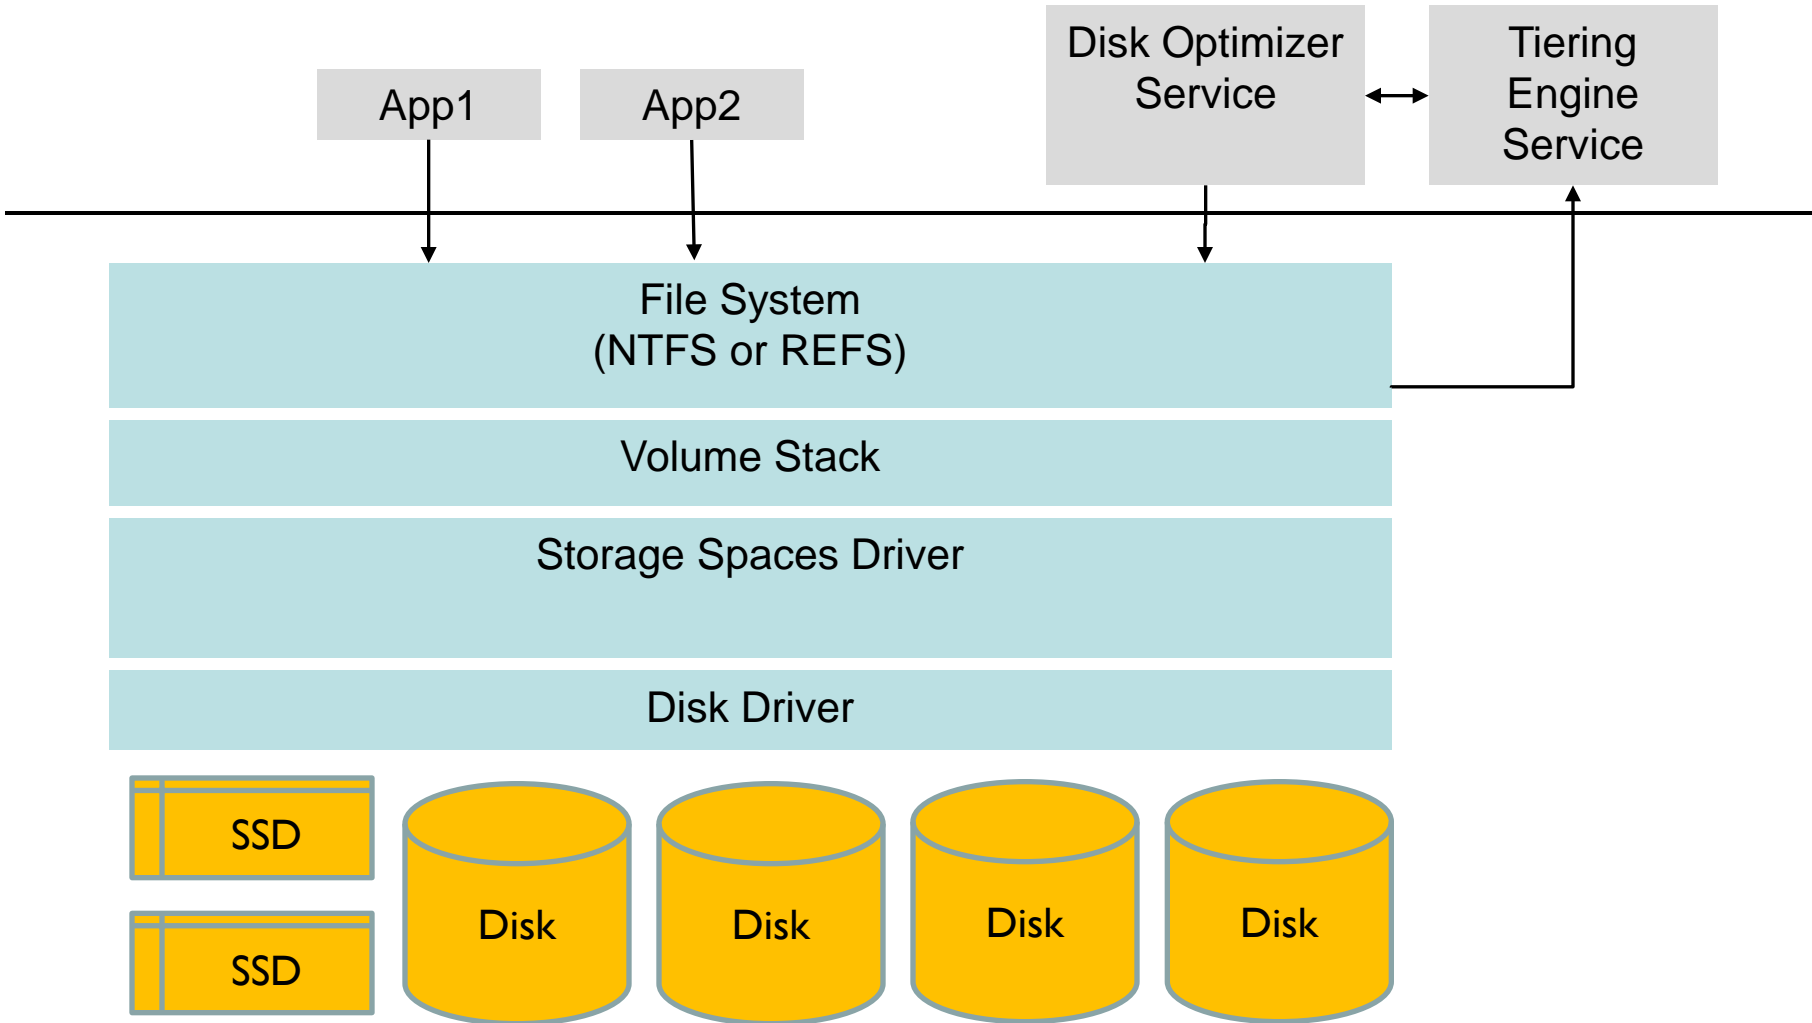 Disk Optimizer
Service
Tiering
Engine
Service
App1
App2
File System
(NTFS or REFS)
Volume Stack
Storage Spaces Driver
Disk Driver
SSD
SSD
Disk
Disk
Disk
Disk